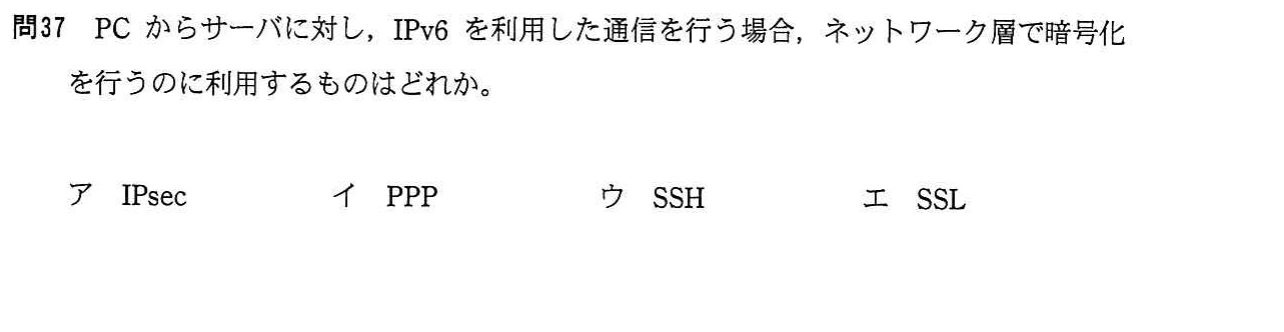 問37 PC からサーバに対し，IPv6 を利用した通信を行う場合，ネットワーク層で暗号化
を行うのに利用するものはどれか。
ア IPsec イ PPP ウ SSH エ SSL